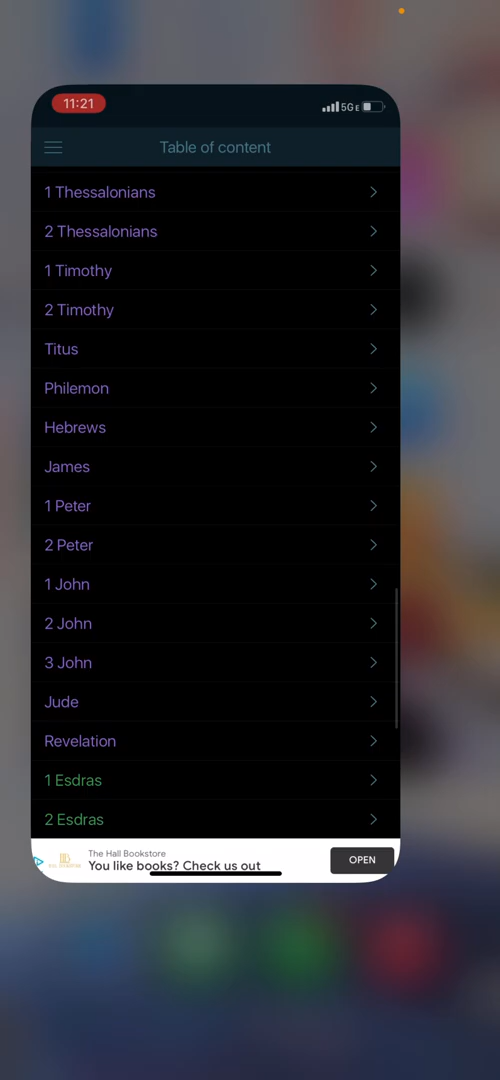 11:21
5G E
Table of content
1 Thessalonians
2 Thessalonians
1 Timothy
2 Timothy
Titus
Philemon
Hebrews
James
1 Peter
2 Peter
1 John
2 John
3 John
Jude
Revelation
1 Esdras
2 Esdras
The Hall Bookstore
You like books? Check us out
OPEN